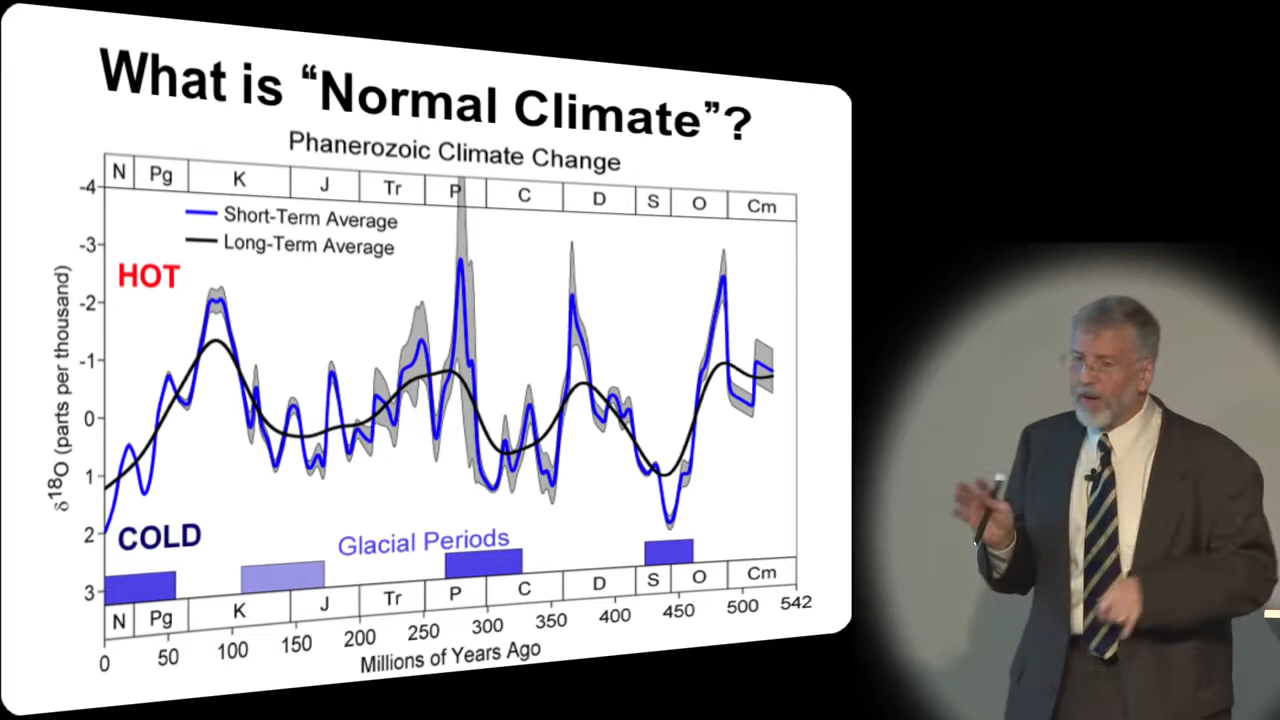 What is “Normal Climate”?
Phanerozoic Climate Change
N Pg K J Tr P C D S O Cm
Short-Term Average
Long-Term Average
HOT
COLD
Glacial Periods
δ18O (parts per thousand)
-4
-3
-2
-1
0
1
2
3
N Pg K J Tr P C D S O Cm
0 50 100 150 200 250 300 350 400 450 500 542
Millions of Years Ago